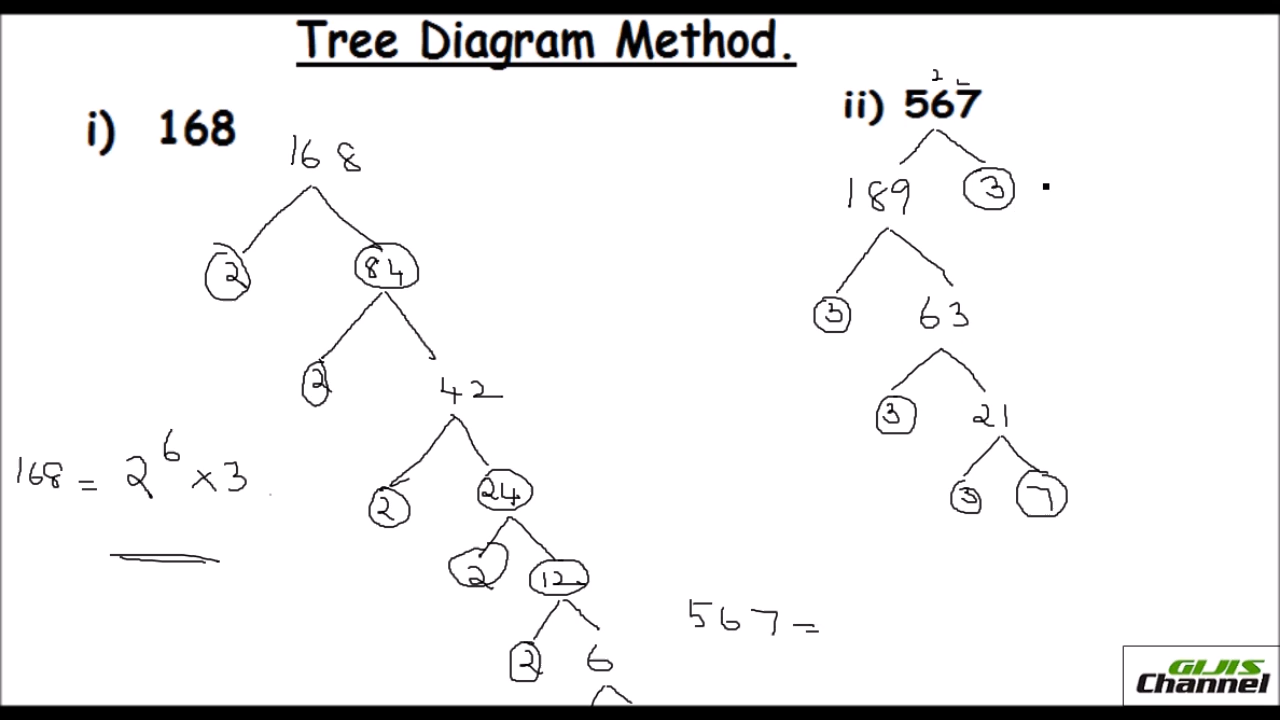 Tree Diagram Method.
i) 168
168
2 84
2 42
2 24
2 12
2 6
168 = 2^6 × 3
ii) 567
189 3
3 63
3 21
3 7
567 =
GIJIS
Channel